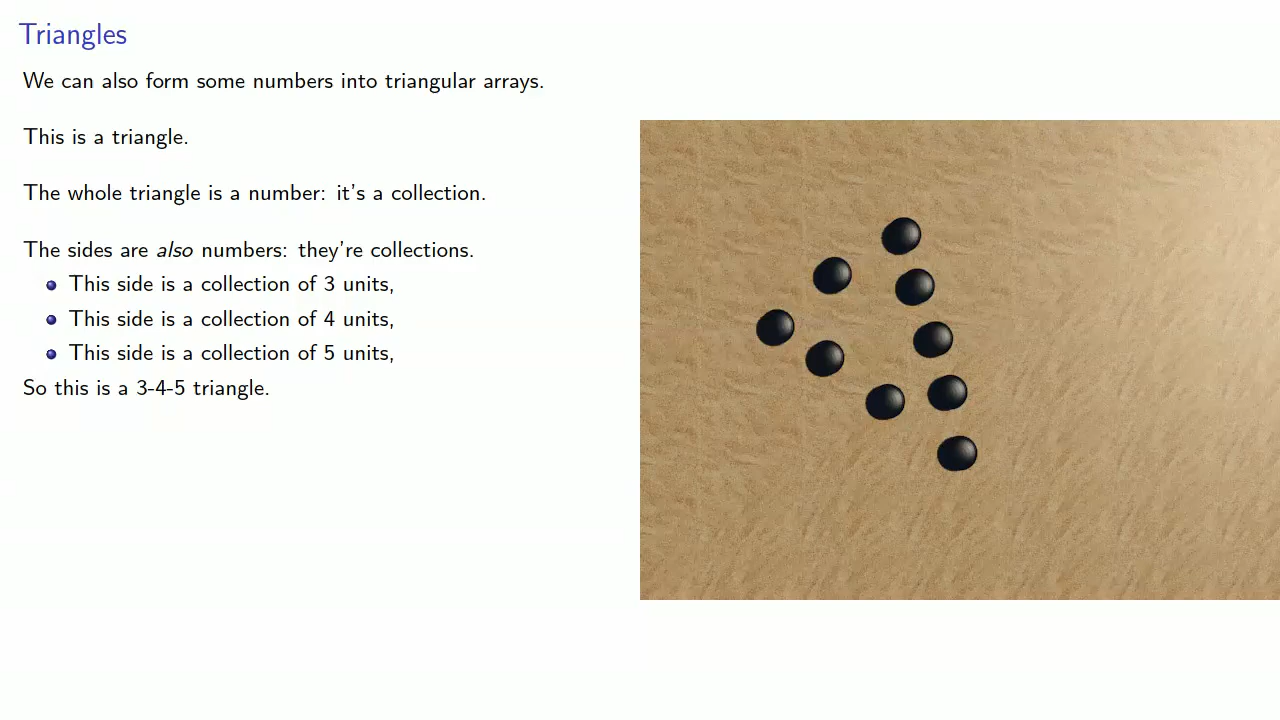 Triangles
We can also form some numbers into triangular arrays.
This is a triangle.
The whole triangle is a number: it's a collection.
The sides are also numbers: they're collections.
This side is a collection of 3 units,
This side is a collection of 4 units,
This side is a collection of 5 units,
So this is a 3-4-5 triangle.